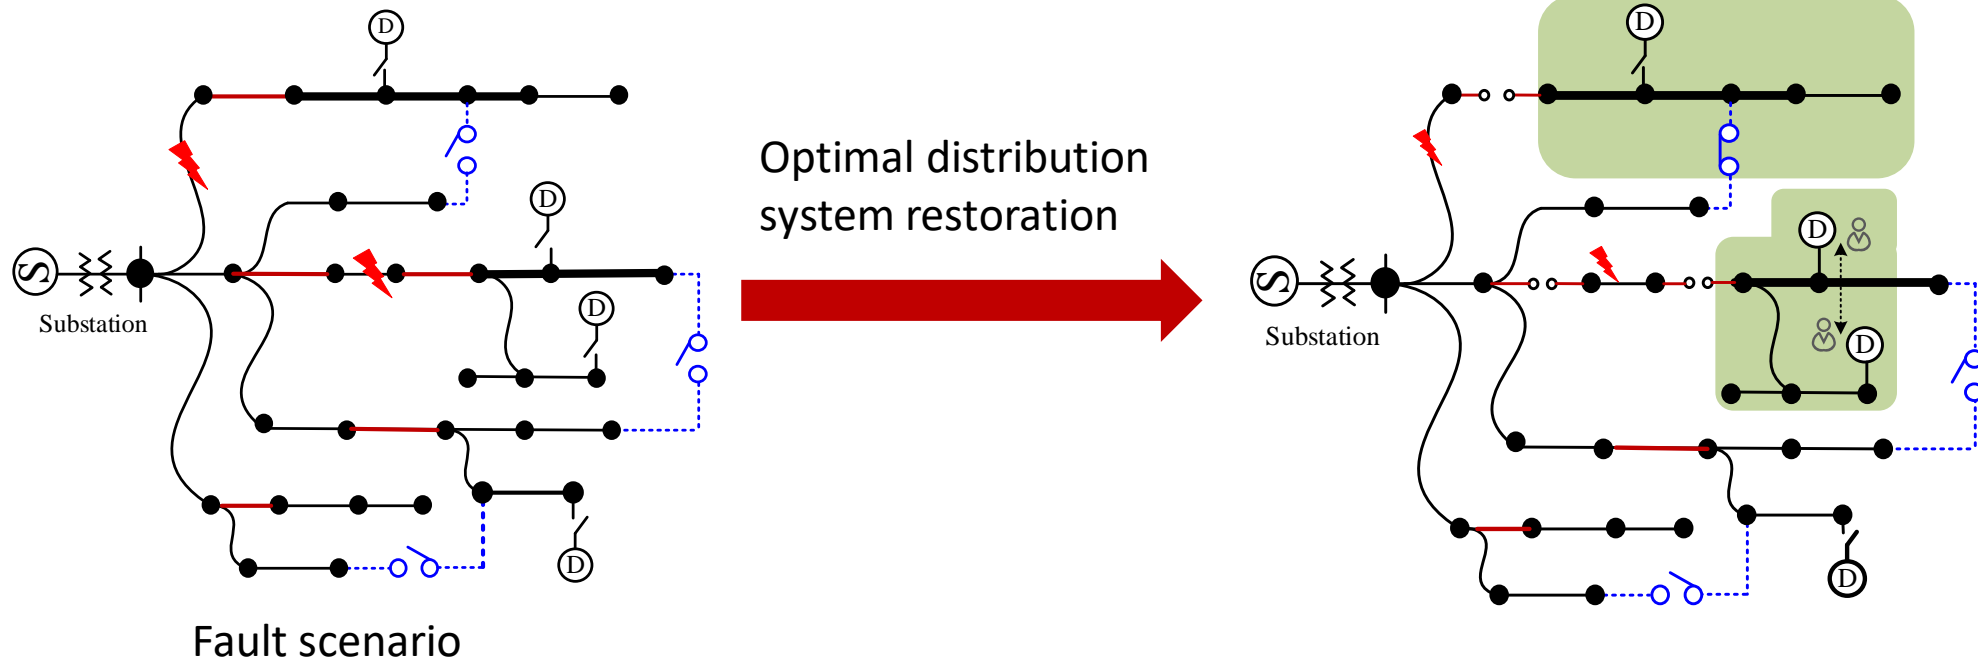 D
D
D
Optimal distribution
system restoration
D
D
S
Substation
D
S
Substation
D
D
D
Fault scenario